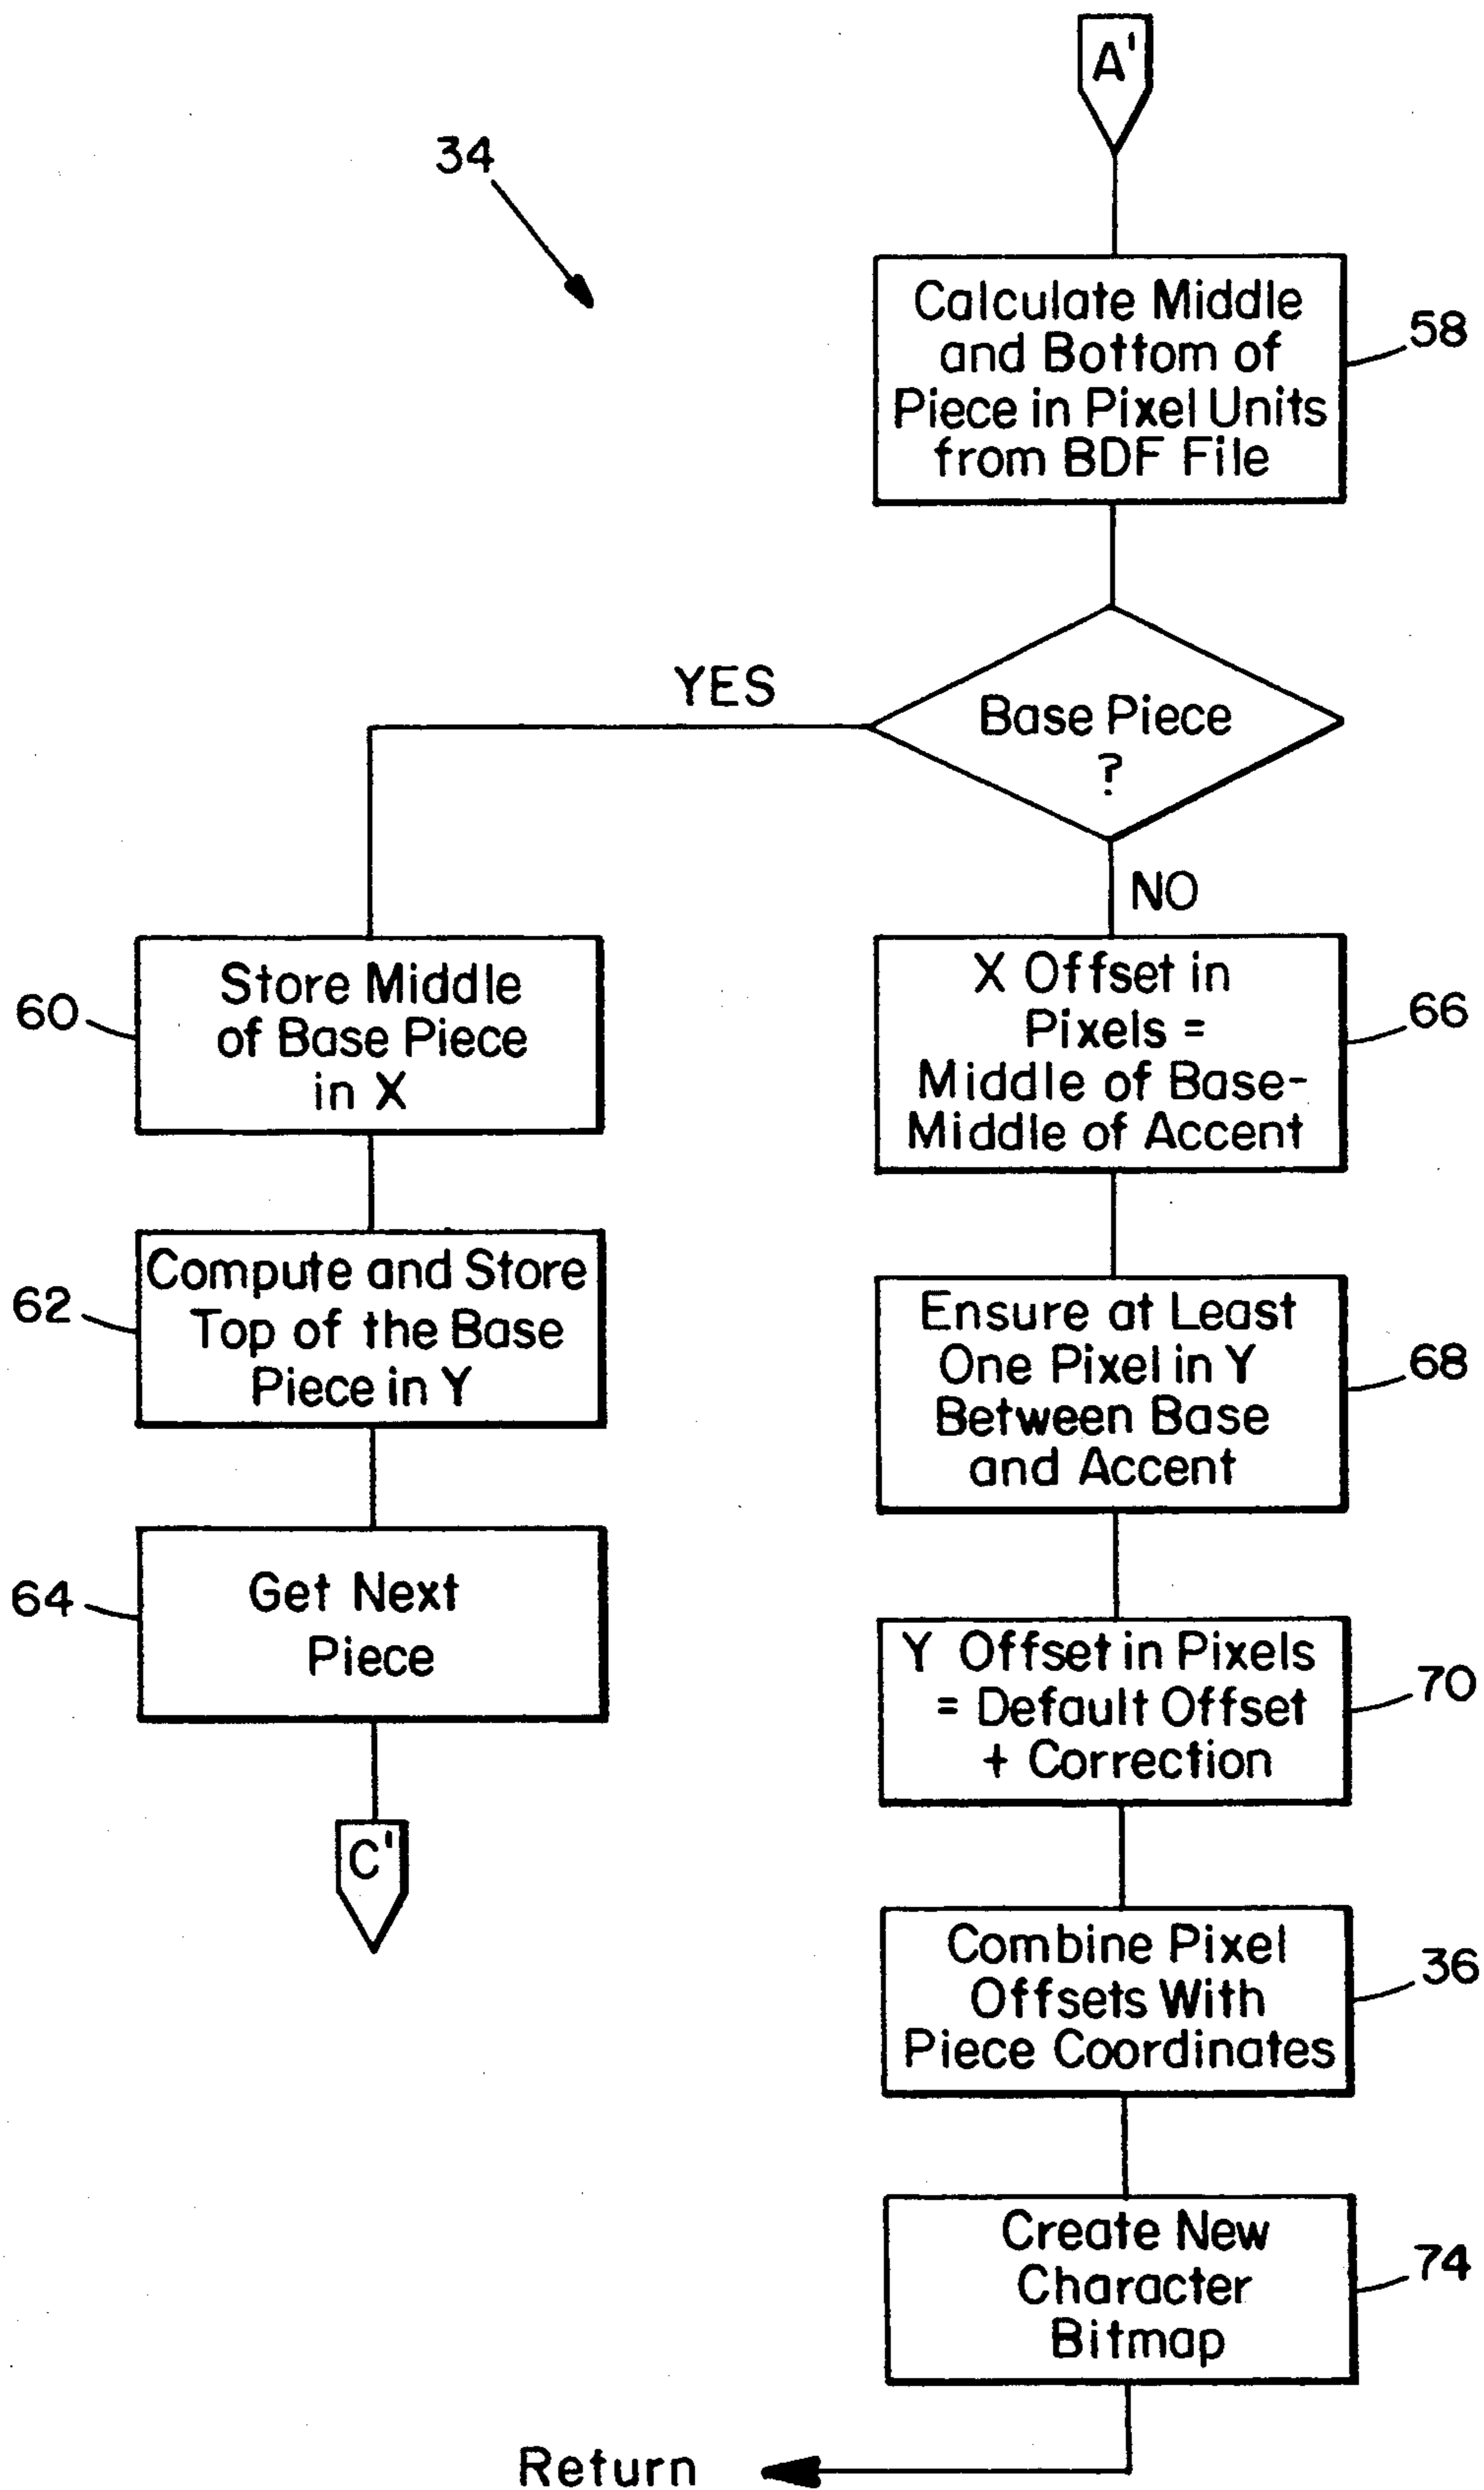 A'
34
Calculate Middle
and Bottom of
Piece in Pixel Units
from BDF File
58
YES
Base Piece
?
NO
60
Store Middle
of Base Piece
in X
X Offset in
Pixels =
Middle of Base-
Middle of Accent
66
62
Compute and Store
Top of the Base
Piece in Y
Ensure at Least
One Pixel in Y
Between Base
and Accent
68
64
Get Next
Piece
Y Offset in Pixels
= Default Offset
+ Correction
70
C'
Combine Pixel
Offsets With
Piece Coordinates
36
Create New
Character
Bitmap
74
Return